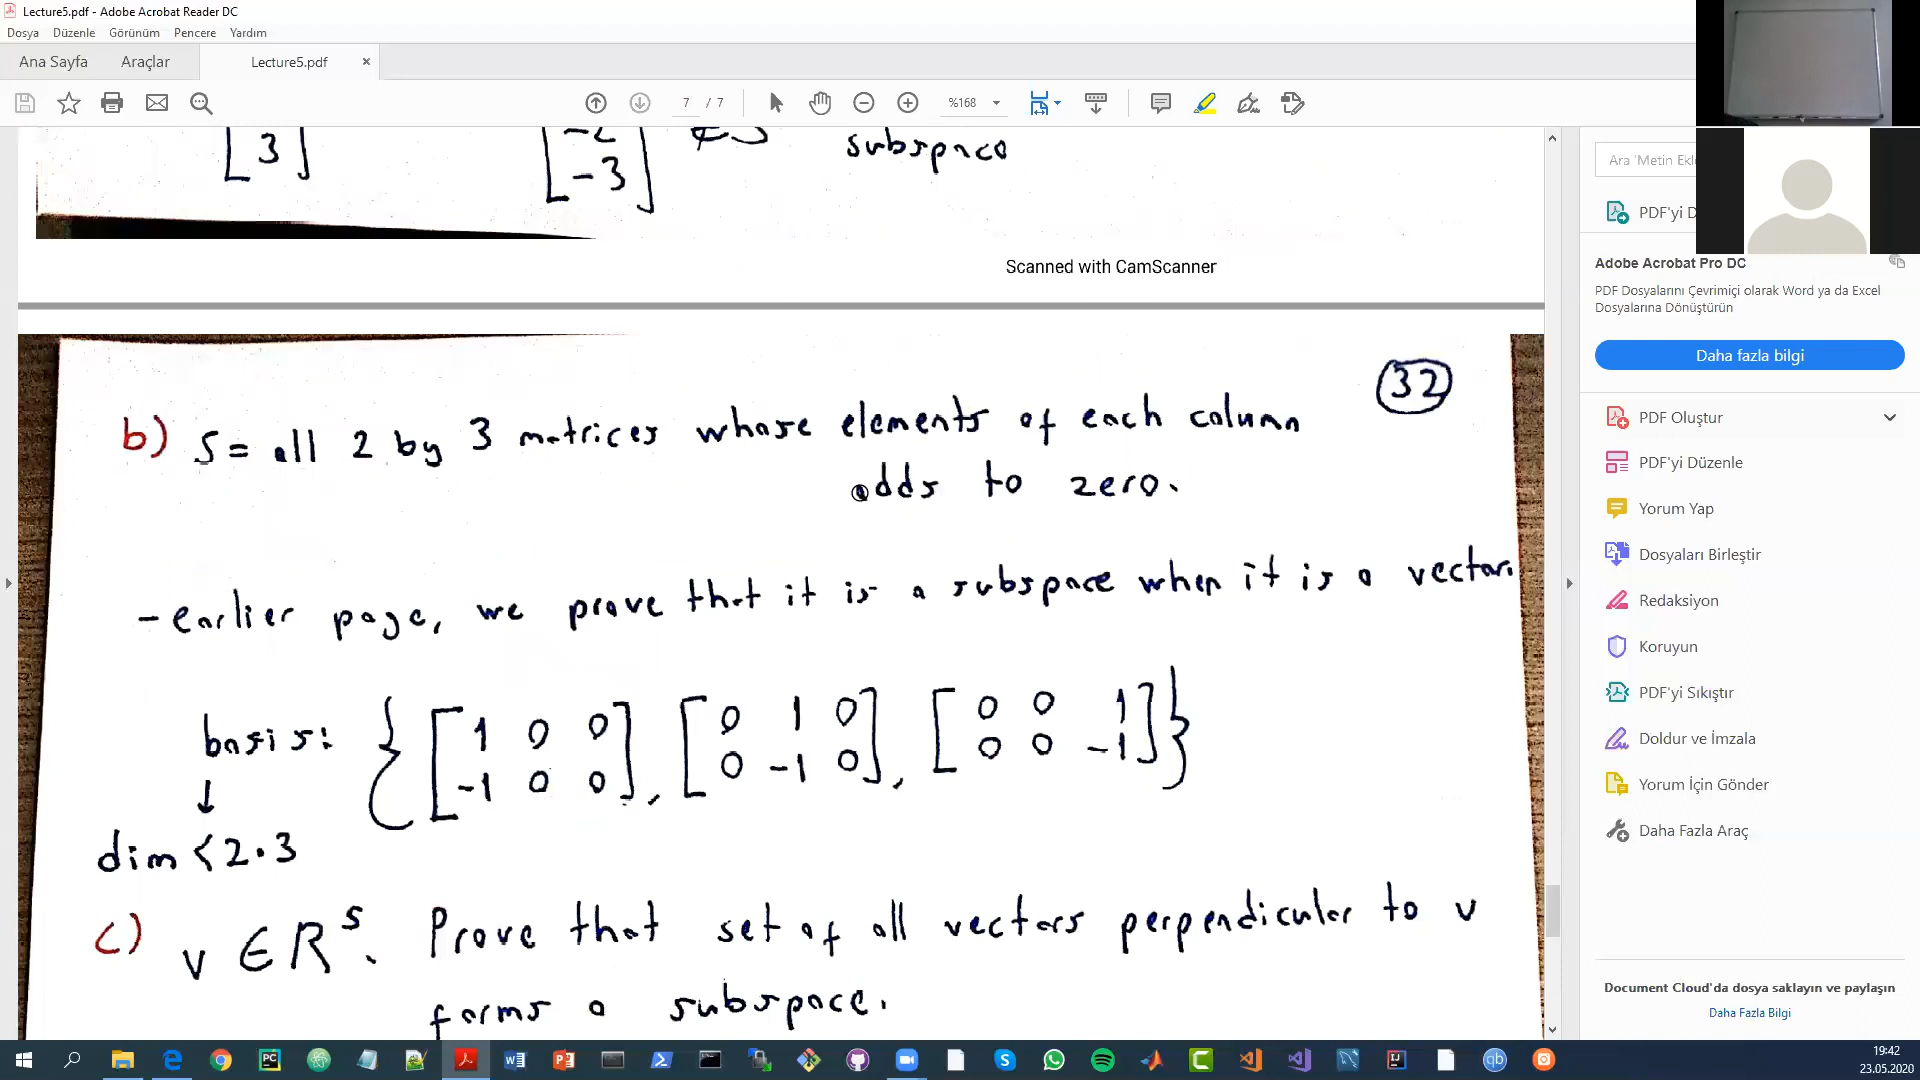 Lecture5.pdf - Adobe Acrobat Reader DC
Dosya Düzenle Görünüm Pencere Yardım
Ana Sayfa Araçlar Lecture5.pdf ×
7 / 7 %168
3
-2
-3
∉ S
subspace
Scanned with CamScanner
32
b) S = all 2 by 3 matrices whose elements of each column
adds to zero.
- earlier page, we prove that it is a subspace when it is a vector.
basis: { [ 1 0 0 ] , [ 0 1 0 ] , [ 0 0 1 ] }
[ -1 0 0 ] [ 0 -1 0 ] [ 0 0 -1 ]
↓
dim < 2.3
c) v ∈ R^5. Prove that set of all vectors perpendicular to v
forms a subspace.
Ara 'Metin Ekl
PDF'yi D
Adobe Acrobat Pro DC
PDF Dosyalarını Çevrimiçi olarak Word ya da Excel
Dosyalarına Dönüştürün
Daha fazla bilgi
PDF Oluştur
PDF'yi Düzenle
Yorum Yap
Dosyaları Birleştir
Redaksiyon
Koruyun
PDF'yi Sıkıştır
Doldur ve İmzala
Yorum İçin Gönder
Daha Fazla Araç
Document Cloud'da dosya saklayın ve paylaşın
Daha Fazla Bilgi
19:42
23.05.2020